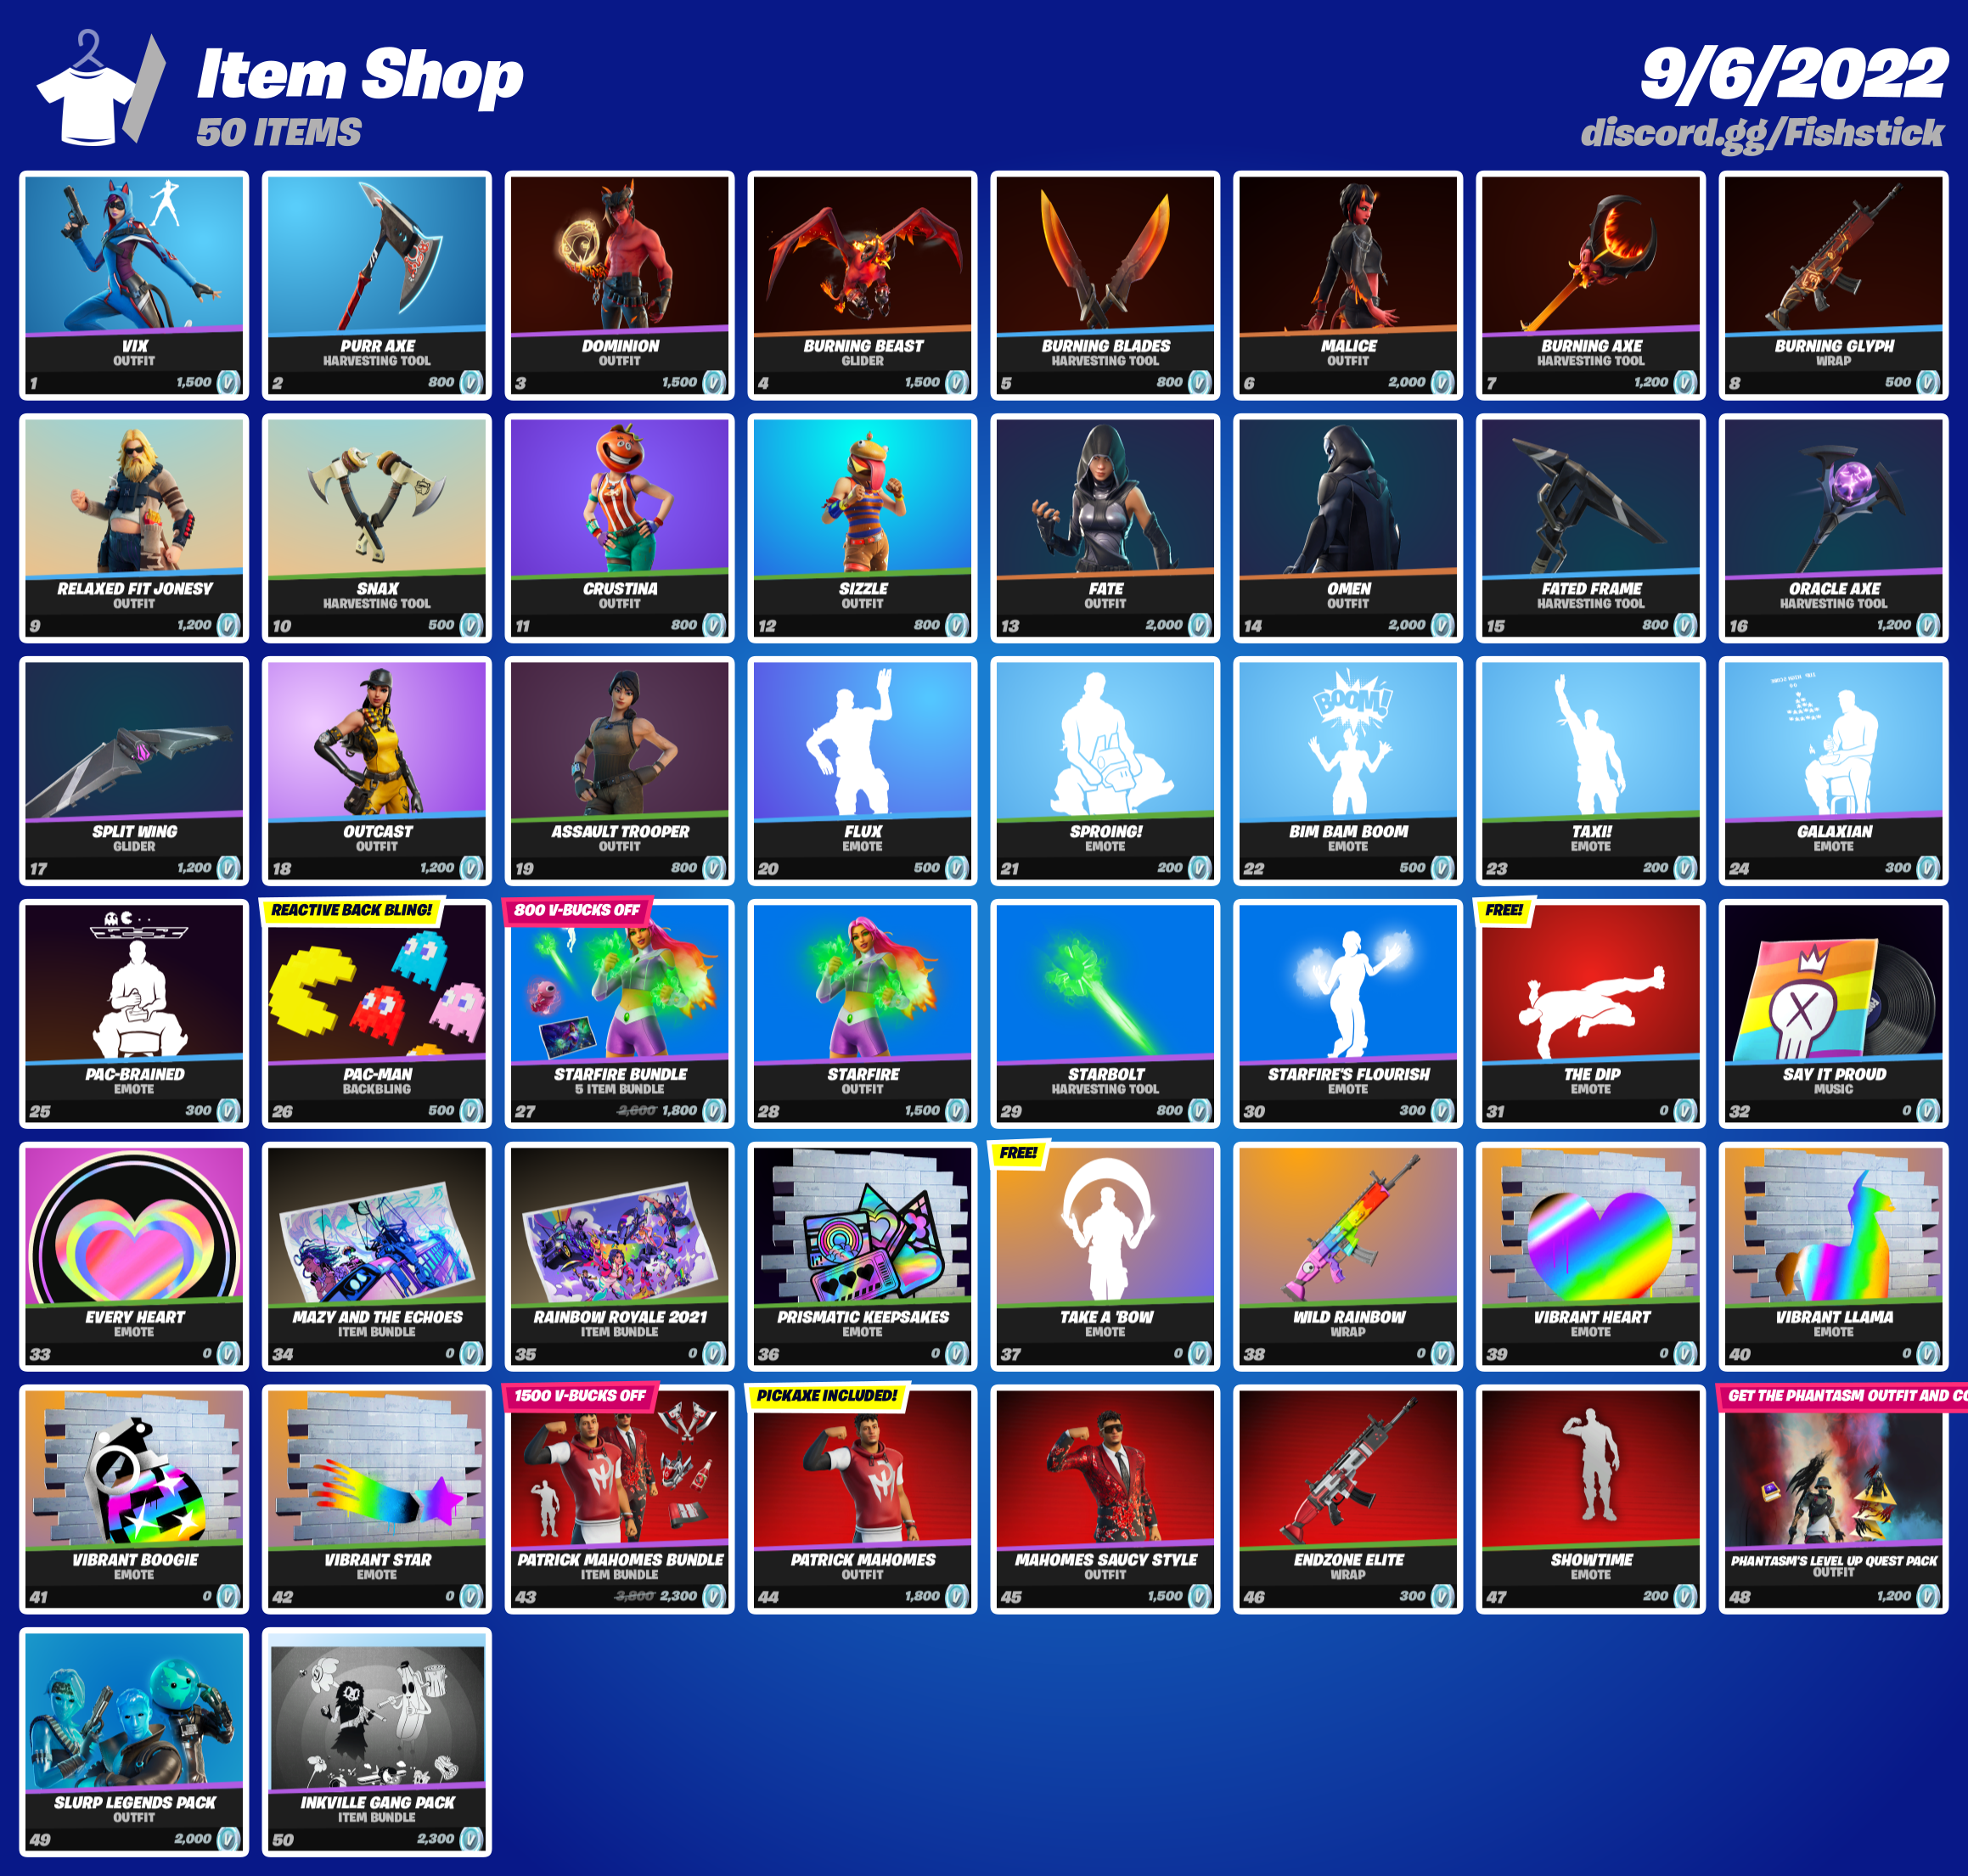 Item Shop
50 ITEMS
9/6/2022
discord.gg/Fishstick
VIX
OUTFIT
1 1,500
PURR AXE
HARVESTING TOOL
2 800
DOMINION
OUTFIT
3 1,500
BURNING BEAST
GLIDER
4 1,500
BURNING BLADES
HARVESTING TOOL
5 800
MALICE
OUTFIT
6 2,000
BURNING AXE
HARVESTING TOOL
7 1,200
BURNING GLYPH
WRAP
8 500
RELAXED FIT JONESY
OUTFIT
9 1,200
SNAX
HARVESTING TOOL
10 500
CRUSTINA
OUTFIT
11 800
SIZZLE
OUTFIT
12 800
FATE
OUTFIT
13 2,000
OMEN
OUTFIT
14 2,000
FATED FRAME
HARVESTING TOOL
15 800
ORACLE AXE
HARVESTING TOOL
16 1,200
SPLIT WING
GLIDER
17 1,200
OUTCAST
OUTFIT
18 1,200
ASSAULT TROOPER
OUTFIT
19 800
FLUX
EMOTE
20 500
SPROING!
EMOTE
21 200
BOOM!
BIM BAM BOOM
EMOTE
22 500
TAXI!
EMOTE
23 200
GALAXIAN
EMOTE
24 300
PAC-BRAINED
EMOTE
25 300
REACTIVE BACK BLING!
PAC-MAN
BACKBLING
26 500
800 V-BUCKS OFF
STARFIRE BUNDLE
5 ITEM BUNDLE
27 2,600 1,800
STARFIRE
OUTFIT
28 1,500
STARBOLT
HARVESTING TOOL
29 800
STARFIRE'S FLOURISH
EMOTE
30 300
FREE!
THE DIP
EMOTE
31 0
SAY IT PROUD
MUSIC
32 0
EVERY HEART
EMOTE
33 0
MAZY AND THE ECHOES
ITEM BUNDLE
34 0
RAINBOW ROYALE 2021
ITEM BUNDLE
35 0
PRISMATIC KEEPSAKES
EMOTE
36 0
FREE!
TAKE A 'BOW
EMOTE
37 0
WILD RAINBOW
WRAP
38 0
VIBRANT HEART
EMOTE
39 0
VIBRANT LLAMA
EMOTE
40 0
VIBRANT BOOGIE
EMOTE
41 0
VIBRANT STAR
EMOTE
42 0
1500 V-BUCKS OFF
PATRICK MAHOMES BUNDLE
ITEM BUNDLE
43 3,800 2,300
PICKAXE INCLUDED!
PATRICK MAHOMES
OUTFIT
44 1,800
MAHOMES SAUCY STYLE
OUTFIT
45 1,500
ENDZONE ELITE
WRAP
46 300
SHOWTIME
EMOTE
47 200
GET THE PHANTASM OUTFIT AND CO
PHANTASM'S LEVEL UP QUEST PACK
OUTFIT
48 1,200
SLURP LEGENDS PACK
OUTFIT
49 2,000
INKVILLE GANG PACK
ITEM BUNDLE
50 2,300